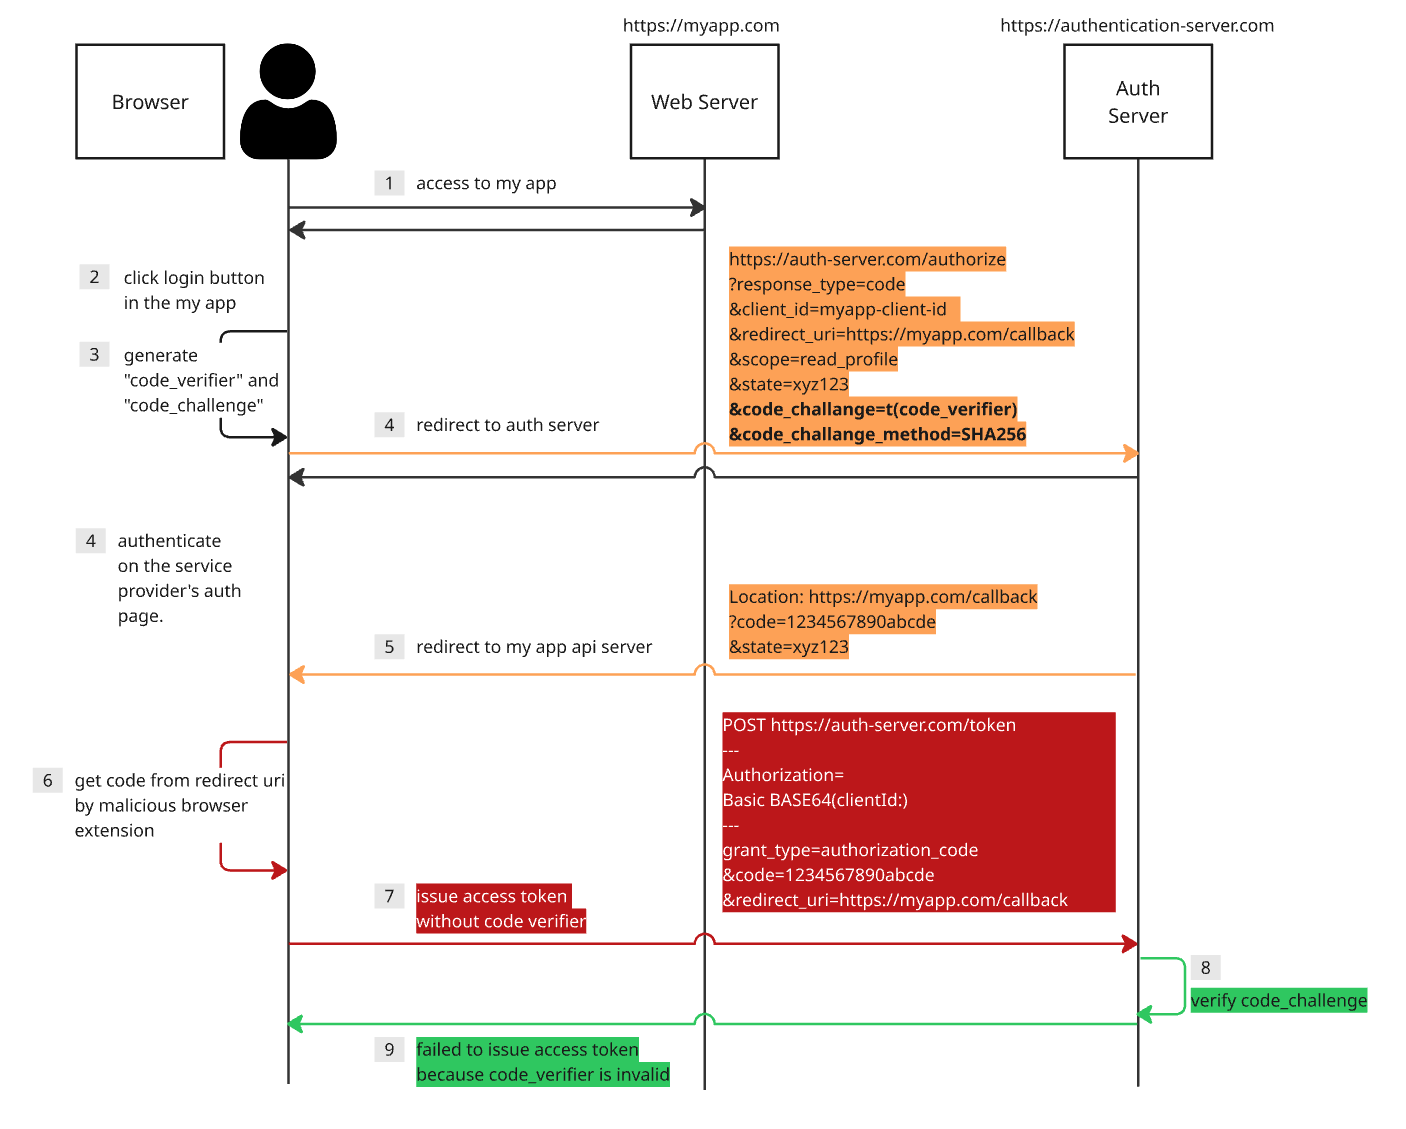 https://myapp.com
https://authentication-server.com
Browser
Web Server
Auth
Server
1 access to my app
2 click login button
in the my app
https://auth-server.com/authorize
?response_type=code
&client_id=myapp-client-id
&redirect_uri=https://myapp.com/callback
&scope=read_profile
&state=xyz123
&code_challange=t(code_verifier)
&code_challange_method=SHA256
3 generate
"code_verifier" and
"code_challenge"
4 redirect to auth server
4 authenticate
on the service
provider's auth
page.
Location: https://myapp.com/callback
?code=1234567890abcde
&state=xyz123
5 redirect to my app api server
POST https://auth-server.com/token
---
Authorization=
Basic BASE64(clientId:)
---
grant_type=authorization_code
&code=1234567890abcde
&redirect_uri=https://myapp.com/callback
6 get code from redirect uri
by malicious browser
extension
7 issue access token
without code verifier
8
verify code_challenge
9 failed to issue access token
because code_verifier is invalid